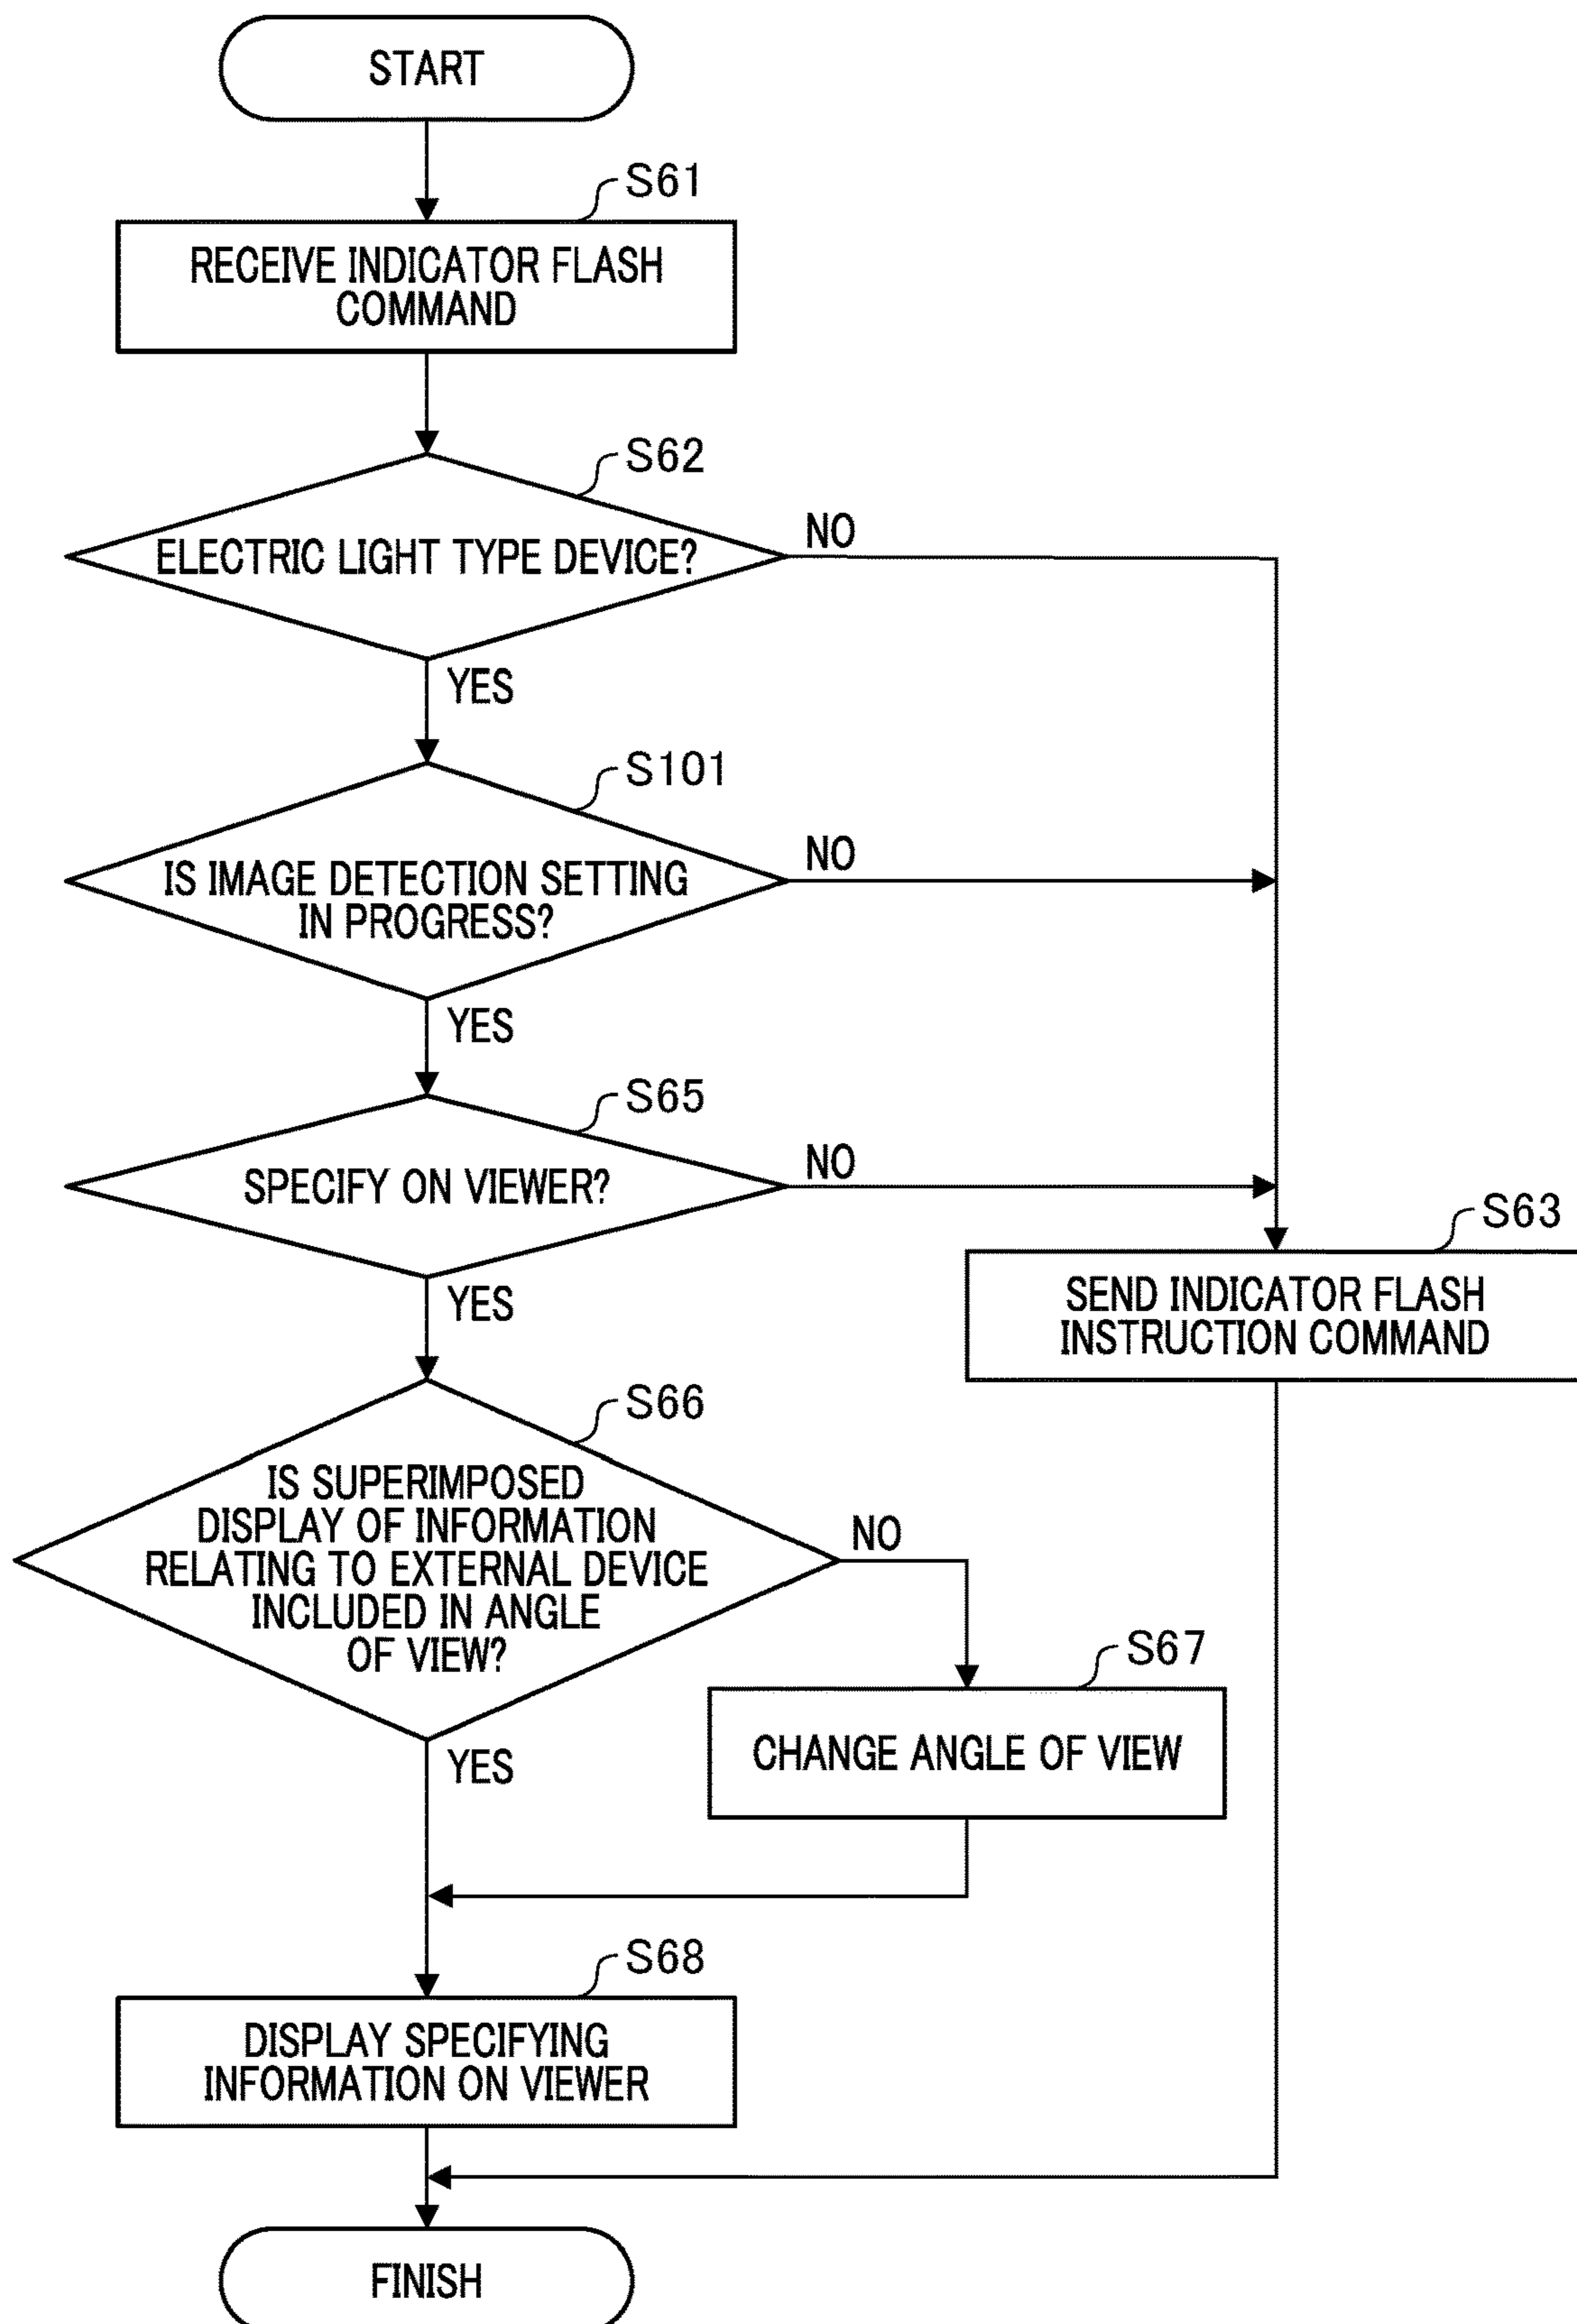 START
S61
RECEIVE INDICATOR FLASH
COMMAND
S62
ELECTRIC LIGHT TYPE DEVICE?
NO
YES
S101
IS IMAGE DETECTION SETTING
IN PROGRESS?
NO
YES
S65
SPECIFY ON VIEWER?
NO
YES
S63
SEND INDICATOR FLASH
INSTRUCTION COMMAND
S66
IS SUPERIMPOSED
DISPLAY OF INFORMATION
RELATING TO EXTERNAL DEVICE
INCLUDED IN ANGLE
OF VIEW?
NO
YES
S67
CHANGE ANGLE OF VIEW
S68
DISPLAY SPECIFYING
INFORMATION ON VIEWER
FINISH